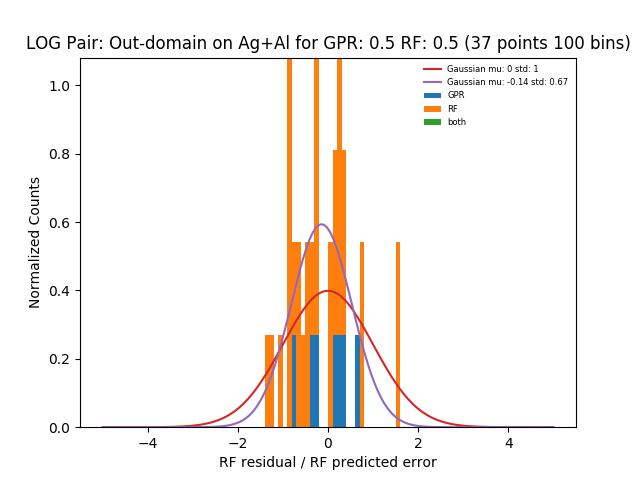 LOG Pair: Out-domain on Ag+Al for GPR: 0.5 RF: 0.5 (37 points 100 bins)
Gaussian mu: 0 std: 1
Gaussian mu: -0.14 std: 0.67
GPR
RF
both
Normalized Counts
1.0
0.8
0.6
0.4
0.2
0.0
−4
−2
0
2
4
RF residual / RF predicted error